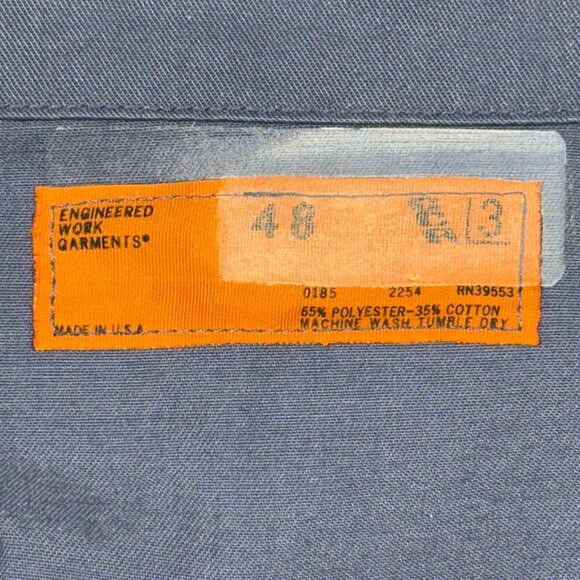 ENGINEERED
WORK
GARMENTS®
48
3
0185 2254 RN39553
65% POLYESTER-35% COTTON
MACHINE WASH TUMBLE DRY
MADE IN U.S.A